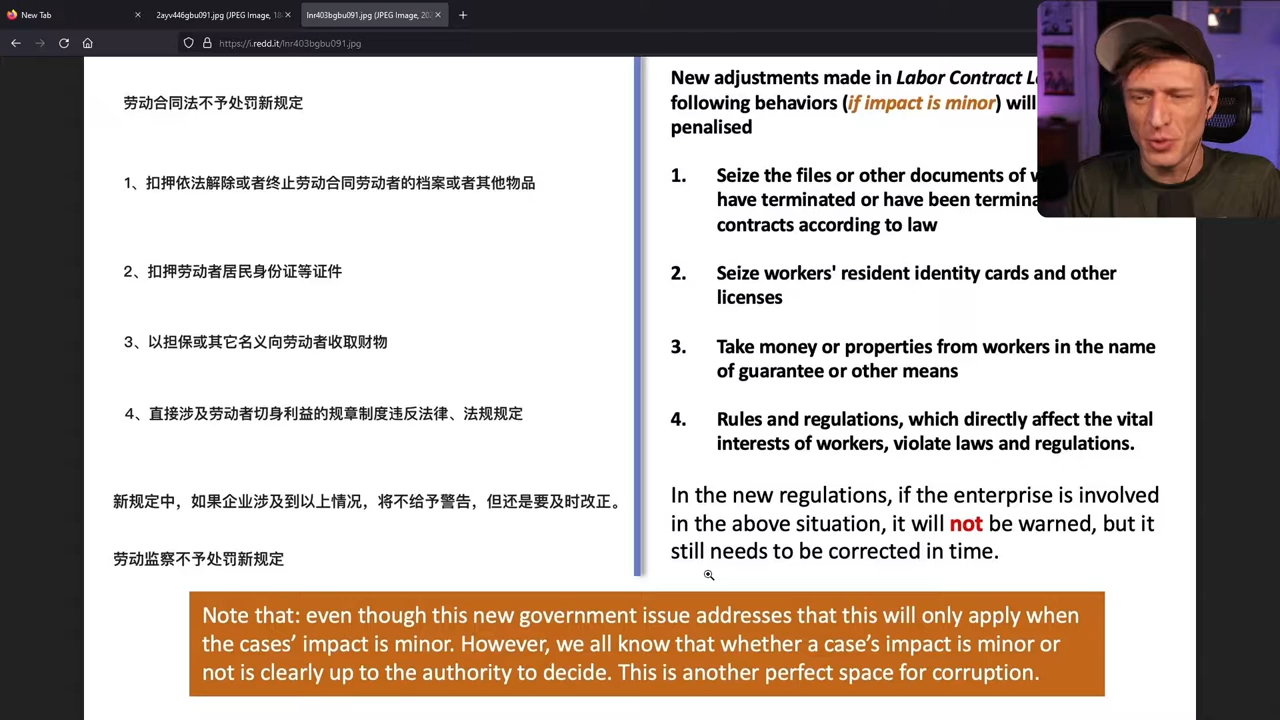 New Tab
2ayv446gbu091.jpg (JPEG Image, 18
lnr403bgbu091.jpg (JPEG Image, 20
https://i.redd.it/lnr403bgbu091.jpg
劳动合同法不予处罚新规定
1、扣押依法解除或者终止劳动合同劳动者的档案或者其他物品
2、扣押劳动者居民身份证等证件
3、以担保或其它名义向劳动者收取财物
4、直接涉及劳动者切身利益的规章制度违反法律、法规规定
新规定中，如果企业涉及到以上情况，将不给予警告，但还是要及时改正。
劳动监察不予处罚新规定
New adjustments made in Labor Contract
following behaviors (if impact is minor) will
penalised
1. Seize the files or other documents of
have terminated or have been
contracts according to law
2. Seize workers' resident identity cards and other
licenses
3. Take money or properties from workers in the name
of guarantee or other means
4. Rules and regulations, which directly affect the vital
interests of workers, violate laws and regulations.
In the new regulations, if the enterprise is involved
in the above situation, it will not be warned, but it
still needs to be corrected in time.
Note that: even though this new government issue addresses that this will only apply when
the cases’ impact is minor. However, we all know that whether a case’s impact is minor or
not is clearly up to the authority to decide. This is another perfect space for corruption.